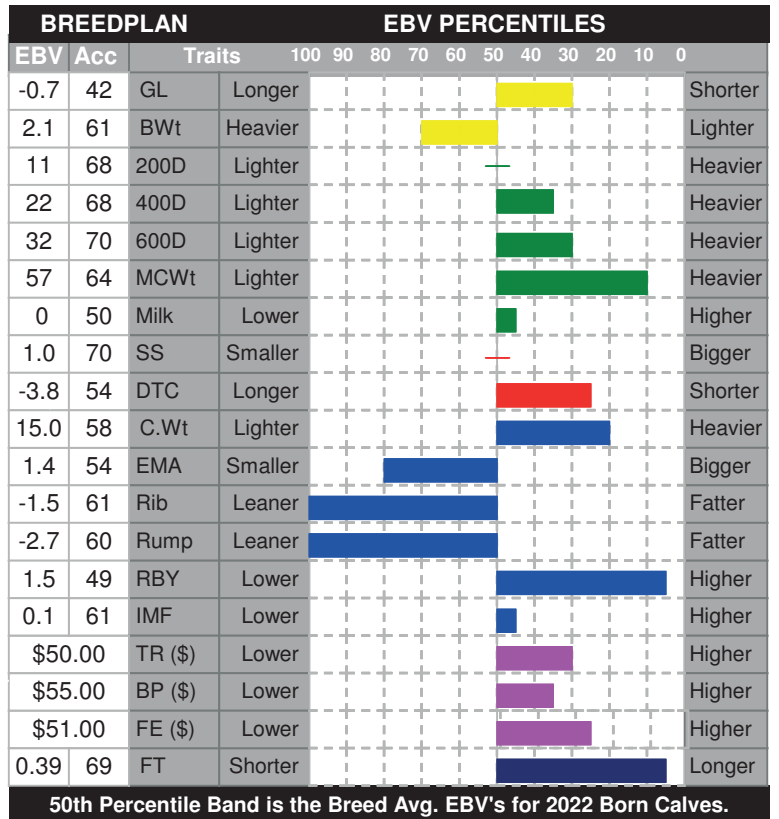 BREEDPLAN EBV PERCENTILES
EBV Acc Traits 100 90 80 70 60 50 40 30 20 10 0
-0.7 42 GL Longer Shorter
2.1 61 BWt Heavier Lighter
11 68 200D Lighter Heavier
22 68 400D Lighter Heavier
32 70 600D Lighter Heavier
57 64 MCWt Lighter Heavier
0 50 Milk Lower Higher
1.0 70 SS Smaller Bigger
-3.8 54 DTC Longer Shorter
15.0 58 C.Wt Lighter Heavier
1.4 54 EMA Smaller Bigger
-1.5 61 Rib Leaner Fatter
-2.7 60 Rump Leaner Fatter
1.5 49 RBY Lower Higher
0.1 61 IMF Lower Higher
$50.00 TR ($) Lower Higher
$55.00 BP ($) Lower Higher
$51.00 FE ($) Lower Higher
0.39 69 FT Shorter Longer
50th Percentile Band is the Breed Avg. EBV's for 2022 Born Calves.